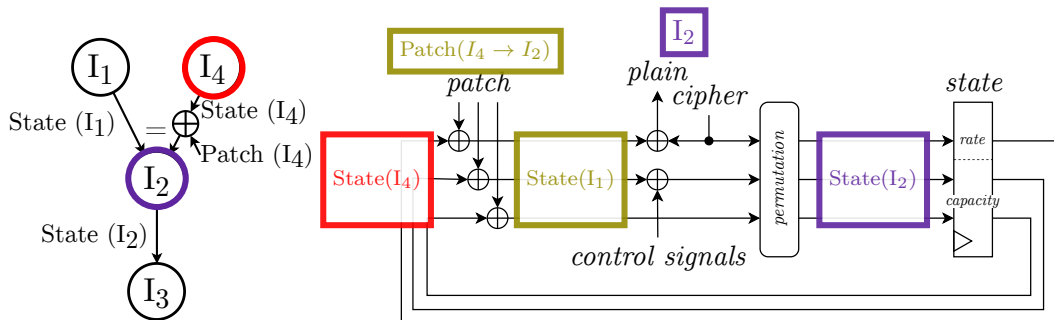 I1
I4
State (I1)
=
State (I4)
Patch (I4)
I2
State (I2)
I3
Patch(I4 → I2)
I2
patch
plain
cipher
state
State(I4)
State(I1)
permutation
State(I2)
rate
capacity
control signals